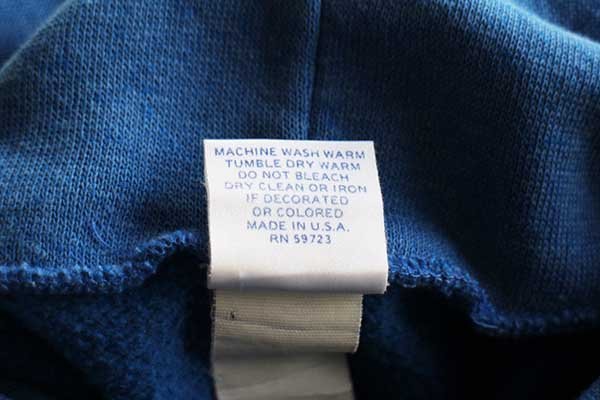 MACHINE WASH WARM
TUMBLE DRY WARM
DO NOT BLEACH
DRY CLEAN OR IRON
IF DECORATED
OR COLORED
MADE IN U.S.A.
RN 59723